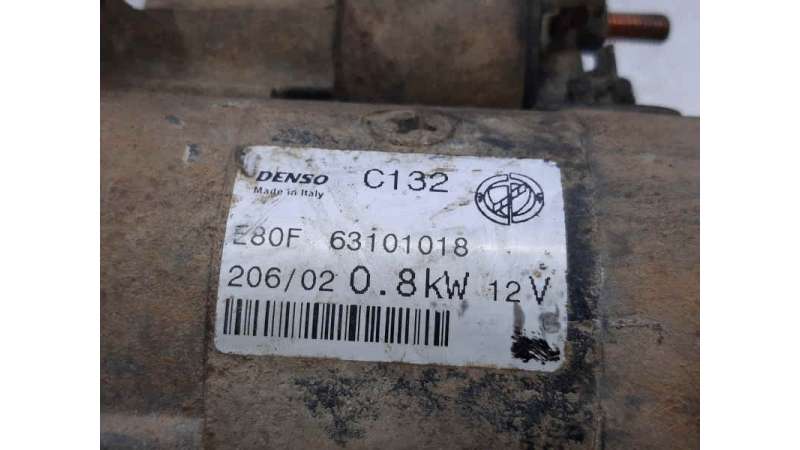 DENSO C132
Made in Italy
E80F 63101018
206/02 0.8kW 12V